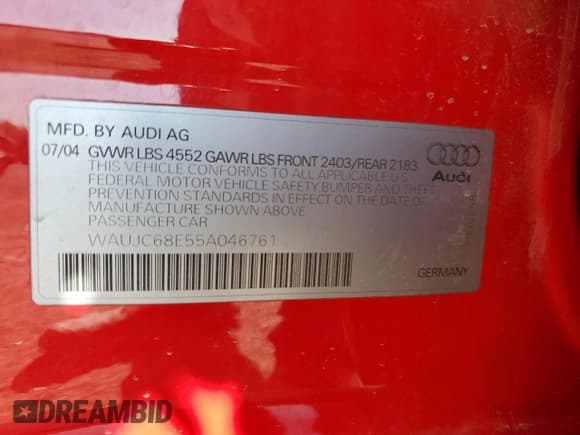 MFD. BY AUDI AG
07/04 GVWR LBS 4552 GAWR LBS FRONT 2403/REAR 2183
THIS VEHICLE CONFORMS TO ALL APPLICABLE U.S.
FEDERAL MOTOR VEHICLE SAFETY, BUMPER AND THEFT
PREVENTION STANDARDS IN EFFECT ON THE DATE OF
MANUFACTURE SHOWN ABOVE
PASSENGER CAR
WAUJC68E55A046761
Audi
GERMANY
DREAMBID